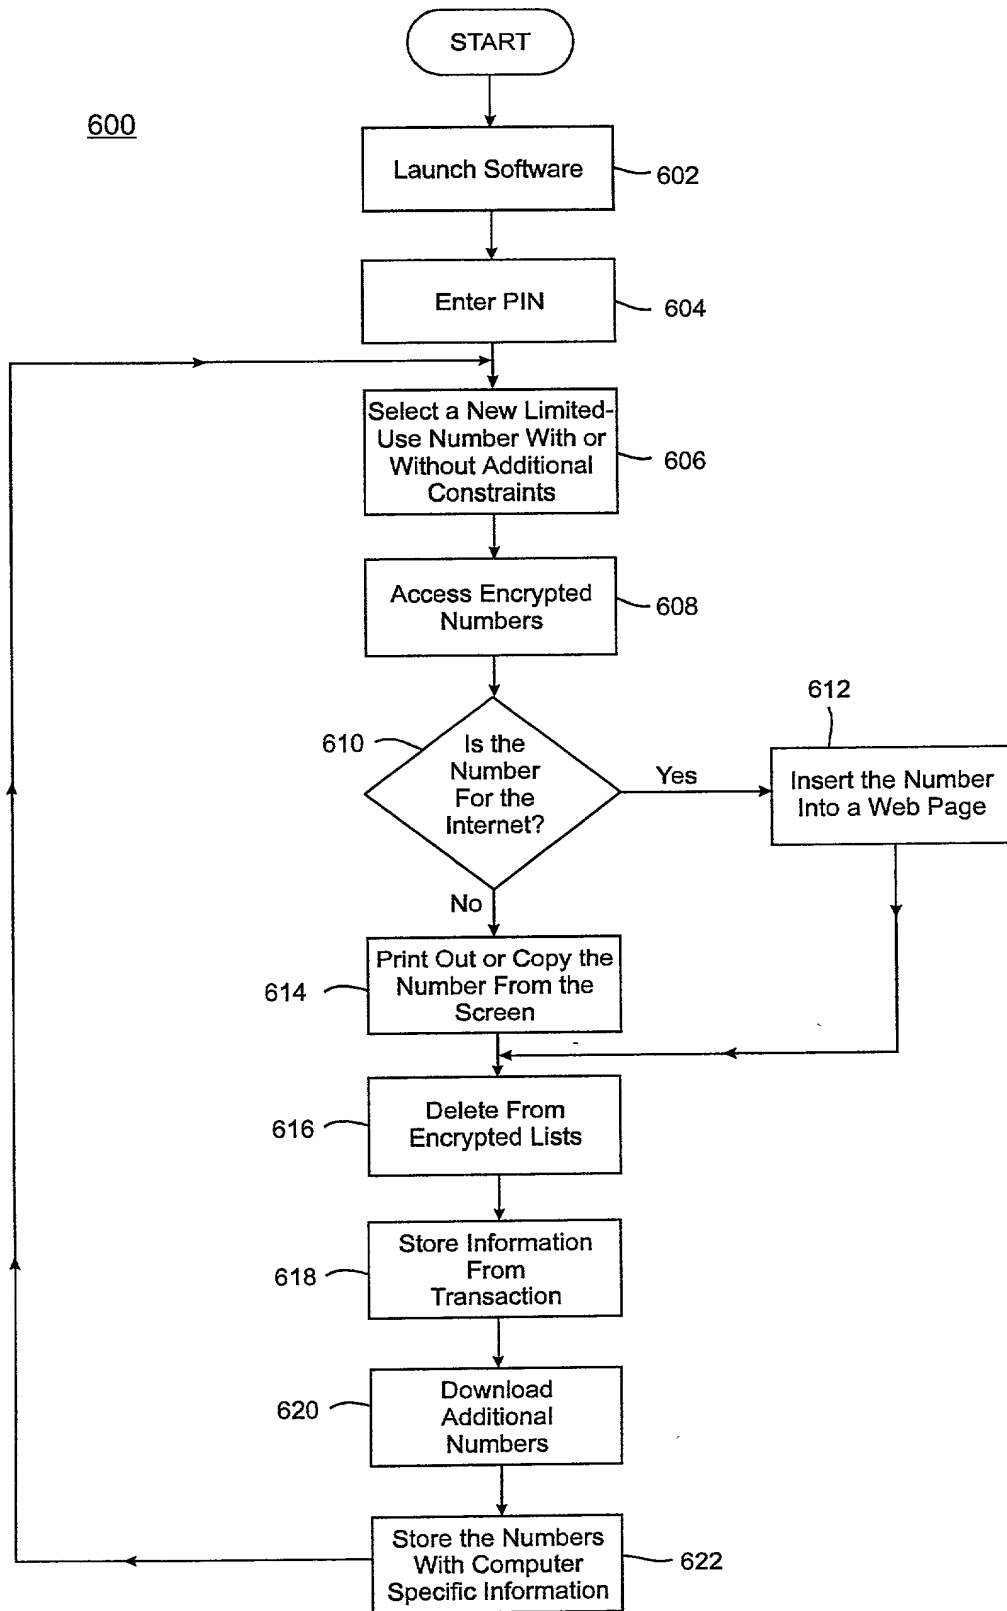 START
600
Launch Software
602
Enter PIN
604
Select a New Limited-
Use Number With or
Without Additional
Constraints
606
Access Encrypted
Numbers
608
610
Is the
Number
For the
Internet?
Yes
612
Insert the Number
Into a Web Page
No
614
Print Out or Copy the
Number From the
Screen
616
Delete From
Encrypted Lists
618
Store Information
From
Transaction
620
Download
Additional
Numbers
Store the Numbers
With Computer
Specific Information
622